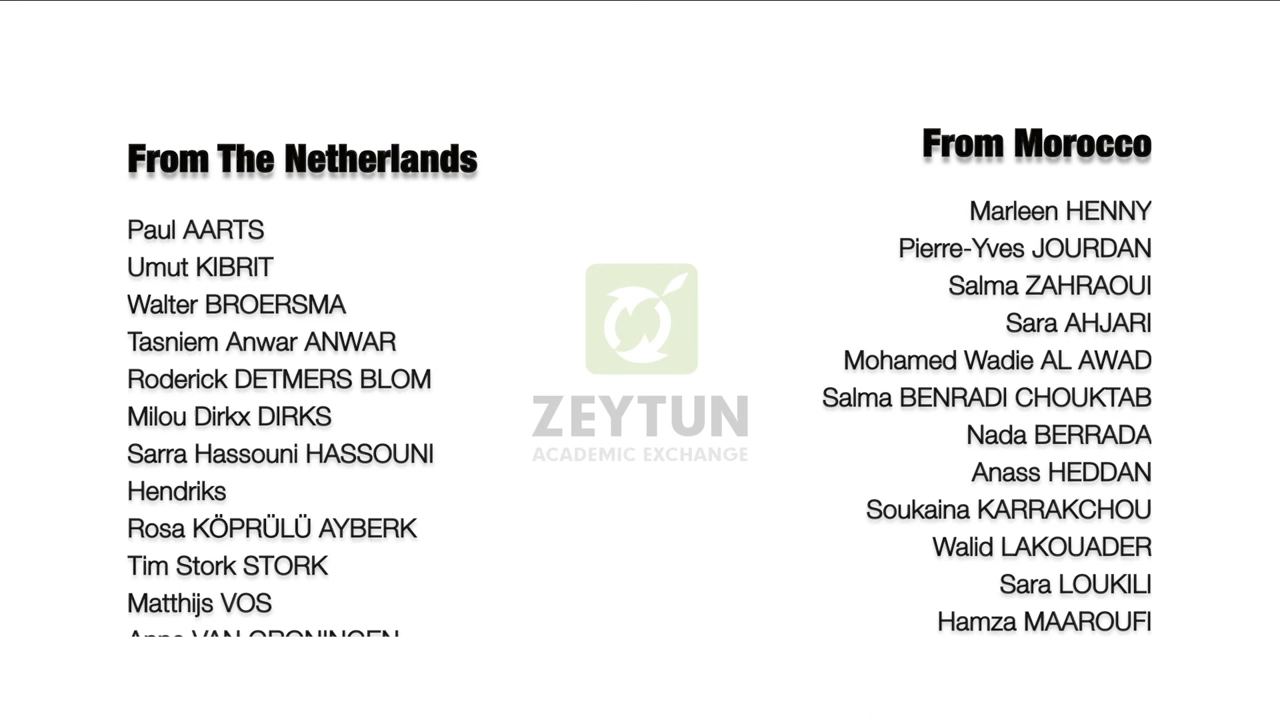 From The Netherlands
Paul AARTS
Umut KIBRIT
Walter BROERSMA
Tasniem Anwar ANWAR
Roderick DETMERS BLOM
Milou Dirkx DIRKS
Sarra Hassouni HASSOUNI
Hendriks
Rosa KÖPRÜLÜ AYBERK
Tim Stork STORK
Matthijs VOS
ZEYTUN
ACADEMIC EXCHANGE
From Morocco
Marleen HENNY
Pierre-Yves JOURDAN
Salma ZAHRAOUI
Sara AHJARI
Mohamed Wadie AL AWAD
Salma BENRADI CHOUKTAB
Nada BERRADA
Anass HEDDAN
Soukaina KARRAKCHOU
Walid LAKOUADER
Sara LOUKILI
Hamza MAAROUFI